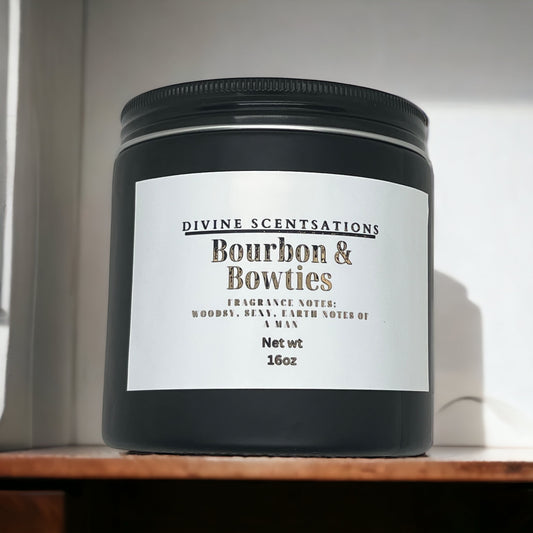 DIVINE SCENTSATIONS
Bourbon &
Bowties
FRAGRANCE NOTES:
WOODSY, SEXY, EARTH NOTES OF
A MAN
Net wt
16oz